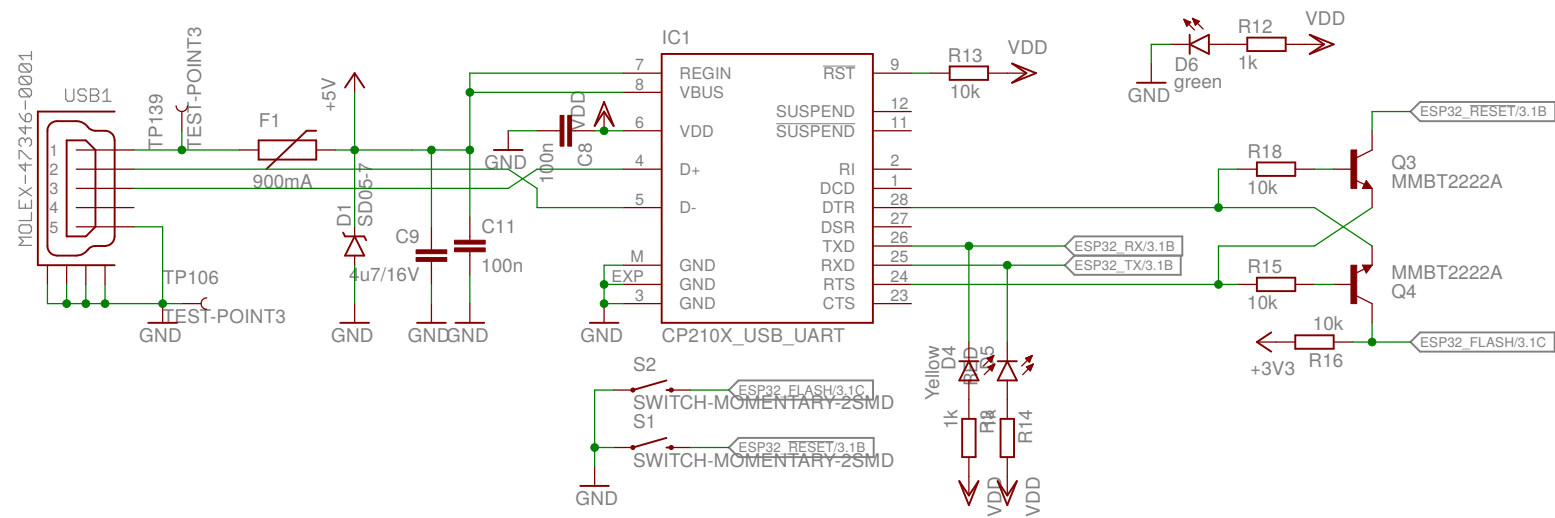 MOLEX-47346-0001
USB1
1
2
3
4
5
TP139
TEST-POINT3
F1
900mA
+5V
D1
SD05-7
C9
4u7/16V
C11
100n
TP106
TEST-POINT3
GND
GND
GND
GND
GND
100n
C8
VDD
IC1
7 REGIN
8 VBUS
6 VDD
4 D+
5 D-
M GND
EXP GND
3 GND
GND
RST 9
SUSPEND 12
SUSPEND 11
RI 2
DCD 1
DTR 28
DSR 27
TXD 26
RXD 25
RTS 24
CTS 23
CP210X_USB_UART
R13
10k
VDD
D6
green
GND
R12
1k
VDD
ESP32_RESET/3.1B
R18
10k
Q3
MMBT2222A
ESP32_RX/3.1B
ESP32_TX/3.1B
R15
10k
MMBT2222A
Q4
10k
R16
+3V3
ESP32_FLASH/3.1C
S2
ESP32_FLASH/3.1C
SWITCH-MOMENTARY-2SMD
S1
ESP32_RESET/3.1B
SWITCH-MOMENTARY-2SMD
GND
Yellow
D4
RED
D5
1k
R14
VDD
VDD